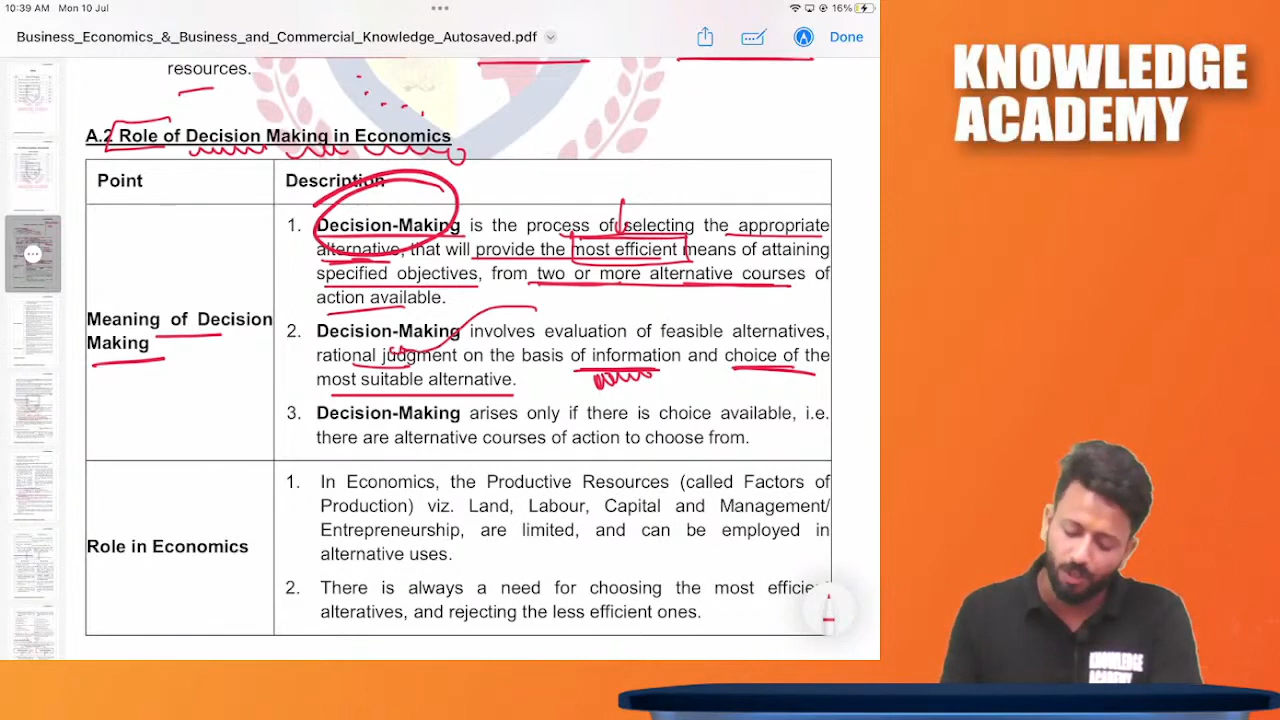 10:39 AM Mon 10 Jul
16%
Business_Economics_&_Business_and_Commercial_Knowledge_Autosaved.pdf
Done
resources.
A.2 Role of Decision Making in Economics
Point
Description
Meaning of Decision
Making
1. Decision-Making is the process of selecting the appropriate
alternative, that will provide the most efficient means of attaining
specified objectives, from two or more alternative courses of
action available.
2. Decision-Making involves evaluation of feasible alternatives,
rational judgment on the basis of information and choice of the
most suitable alternative.
3. Decision-Making arises only if there is choice available, i.e.
there are alternative courses of action to choose from.
Role in Economics
1. In Economics, the Productive Resources (called Factors of
Production) viz. Land, Labour, Capital and Management/
Entrepreneurship are limited, and can be employed in
alternative uses.
2. There is always a need for choosing the most
alteratives, and rejecting the less efficient ones.
KNOWLEDGE
ACADEMY
KNOWLEDGE
ACADEMY